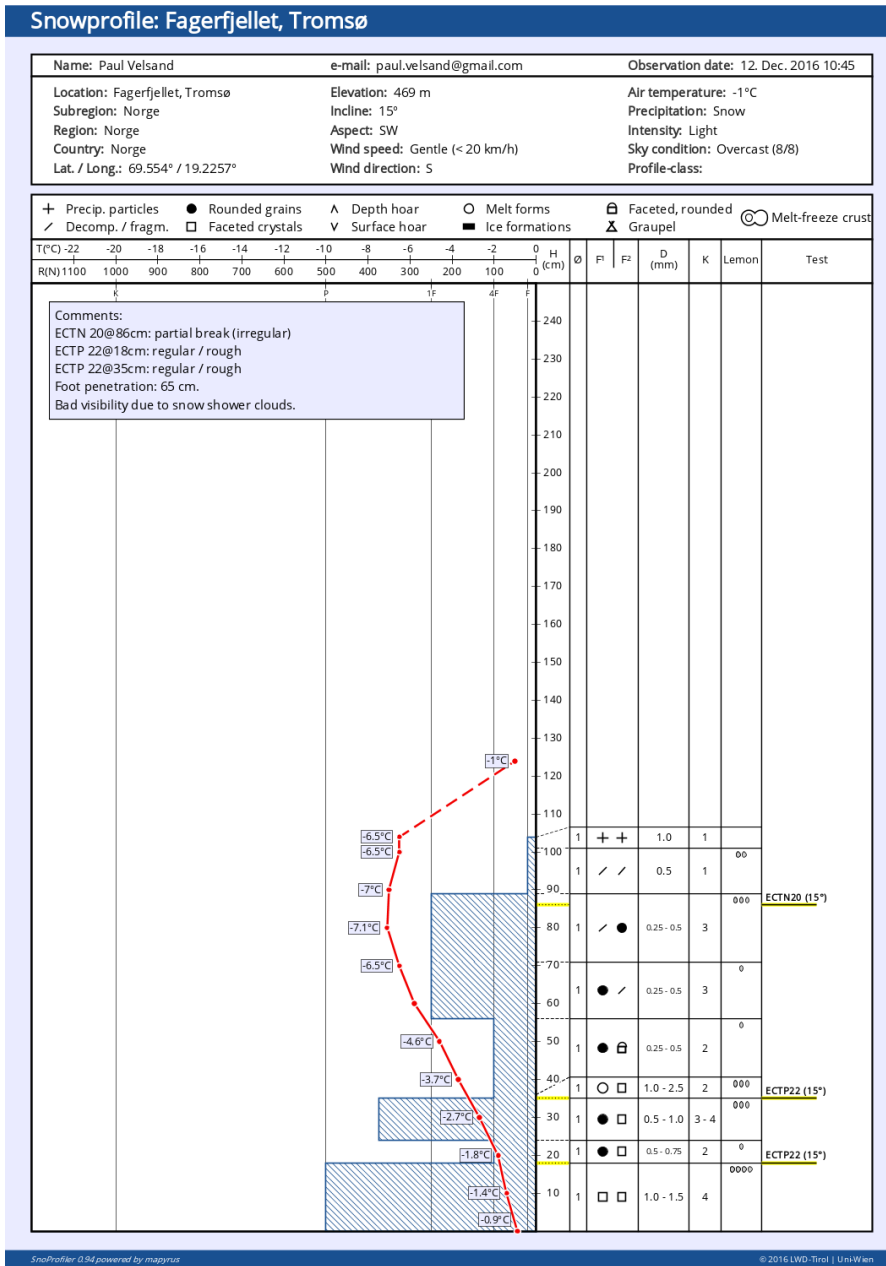 Snowprofile: Fagerfjellet, Tromsø
Name: Paul Velsand e-mail: paul.velsand@gmail.com Observation date: 12. Dec. 2016 10:45
Location: Fagerfjellet, Tromsø Elevation: 469 m Air temperature: -1°C
Subregion: Norge Incline: 15° Precipitation: Snow
Region: Norge Aspect: SW Intensity: Light
Country: Norge Wind speed: Gentle (< 20 km/h) Sky condition: Overcast (8/8)
Lat. / Long.: 69.554° / 19.2257° Wind direction: S Profile-class:
Precip. particles Rounded grains Depth hoar Melt forms Faceted, rounded Melt-freeze crust
Decomp. / fragm. Faceted crystals Surface hoar Ice formations Graupel
T(°C) -22 -20 -18 -16 -14 -12 -10 -8 -6 -4 -2 0 H (cm) Ø F¹ F² D (mm) K Lemon Test
R(N) 1100 1000 900 800 700 600 500 400 300 200 100 0
K P 1F 4F F
Comments:
ECTN 20@86cm: partial break (irregular)
ECTP 22@18cm: regular / rough
ECTP 22@35cm: regular / rough
Foot penetration: 65 cm.
Bad visibility due to snow shower clouds.
240
230
220
210
200
190
180
170
160
150
140
130
-1°C
120
110
-6.5°C 1 1.0 1
-6.5°C 100
1 0.5 1
-7°C 90
ECTN20 (15°)
-7.1°C 80 1 0.25 - 0.5 3
-6.5°C 70
1 0.25 - 0.5 3
60
-4.6°C 50
1 0.25 - 0.5 2
-3.7°C 40
1 1.0 - 2.5 2 ECTP22 (15°)
-2.7°C 30 1 0.5 - 1.0 3 - 4
1 0.5 - 0.75 2
-1.8°C 20 ECTP22 (15°)
-1.4°C 10 1 1.0 - 1.5 4
-0.9°C
SnoProfiler 0.94 powered by mapyrus © 2016 LWD-Tirol | Uni-Wien